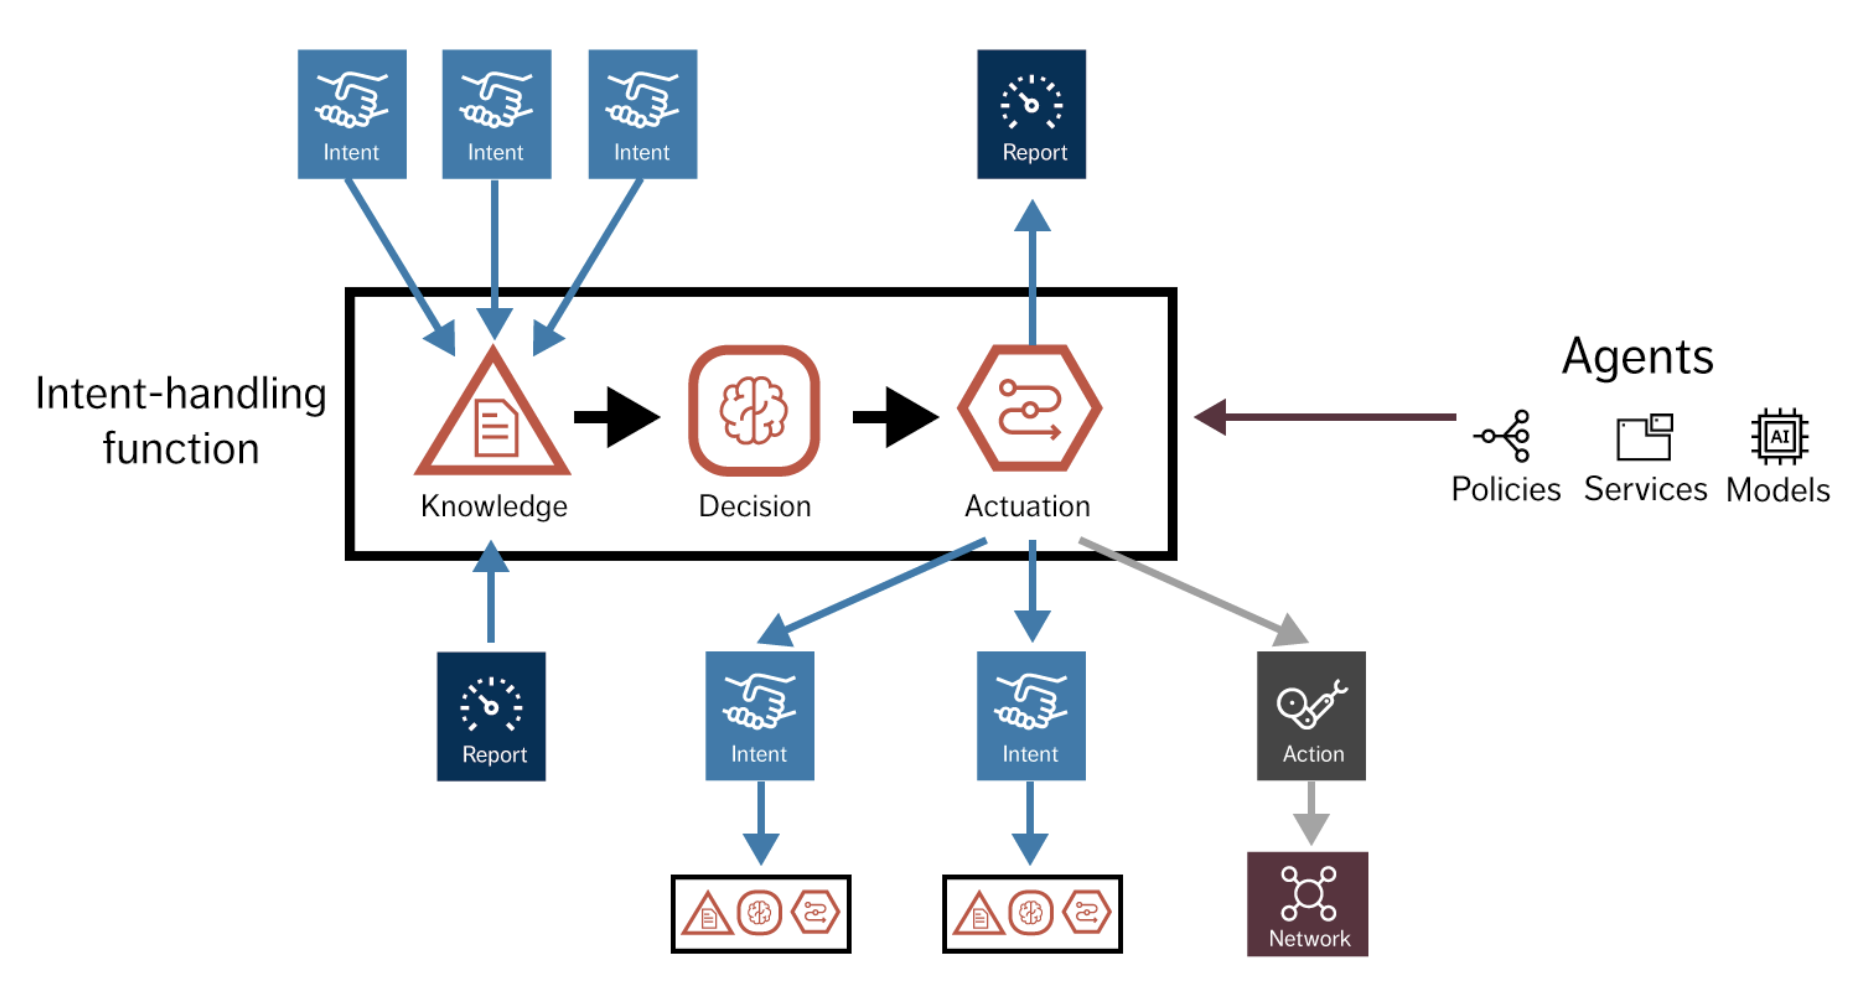 Intent
Intent
Intent
Report
Intent-handling
function
Knowledge
Decision
Actuation
Agents
AI
Policies
Services
Models
Report
Intent
Intent
Action
Network